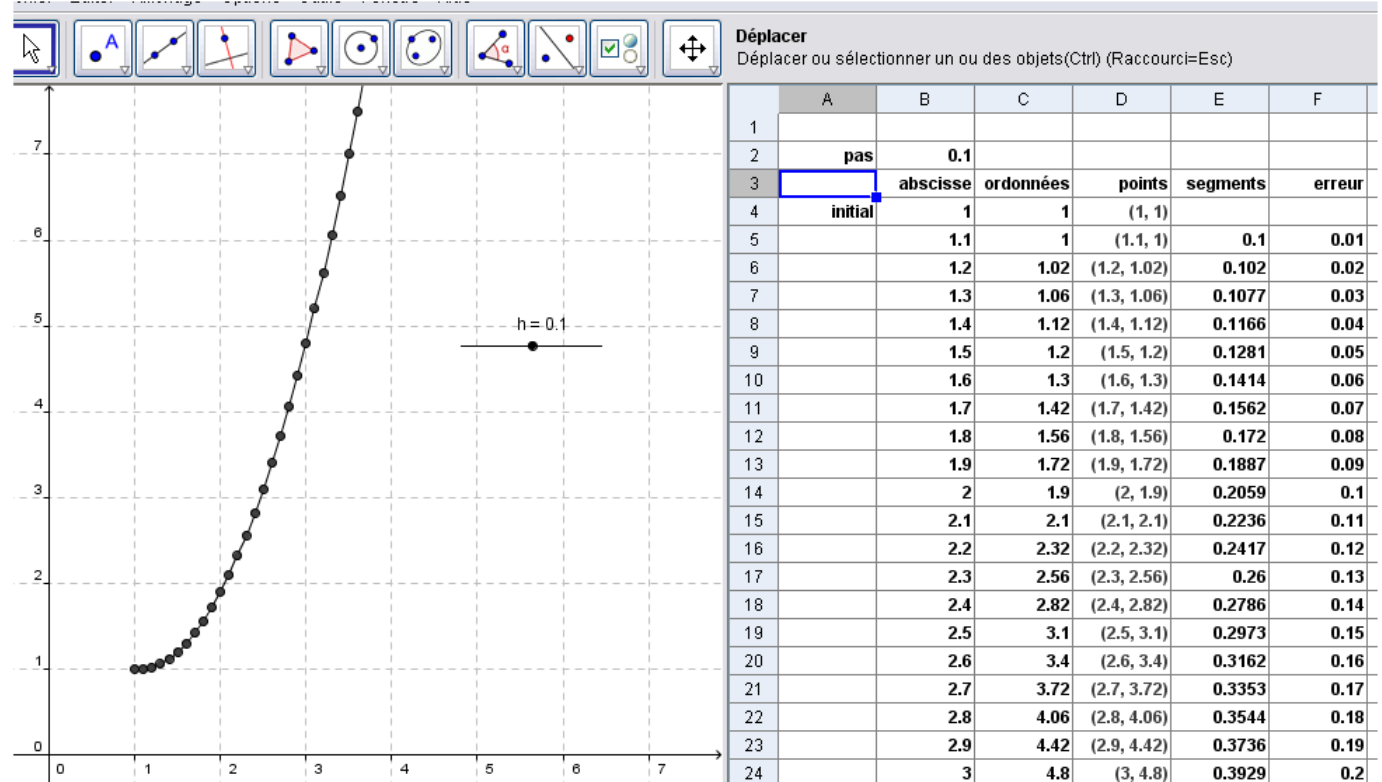 A
α
Déplacer
Déplacer ou sélectionner un ou des objets(Ctrl) (Raccourci=Esc)
7
6
5
4
3
2
1
0
0 1 2 3 4 5 6 7
h = 0.1
A B C D E F
1
2 pas 0.1
3 abscisse ordonnées points segments erreur
4 initial 1 1 (1, 1)
5 1.1 1 (1.1, 1) 0.1 0.01
6 1.2 1.02 (1.2, 1.02) 0.102 0.02
7 1.3 1.06 (1.3, 1.06) 0.1077 0.03
8 1.4 1.12 (1.4, 1.12) 0.1166 0.04
9 1.5 1.2 (1.5, 1.2) 0.1281 0.05
10 1.6 1.3 (1.6, 1.3) 0.1414 0.06
11 1.7 1.42 (1.7, 1.42) 0.1562 0.07
12 1.8 1.56 (1.8, 1.56) 0.172 0.08
13 1.9 1.72 (1.9, 1.72) 0.1887 0.09
14 2 1.9 (2, 1.9) 0.2059 0.1
15 2.1 2.1 (2.1, 2.1) 0.2236 0.11
16 2.2 2.32 (2.2, 2.32) 0.2417 0.12
17 2.3 2.56 (2.3, 2.56) 0.26 0.13
18 2.4 2.82 (2.4, 2.82) 0.2786 0.14
19 2.5 3.1 (2.5, 3.1) 0.2973 0.15
20 2.6 3.4 (2.6, 3.4) 0.3162 0.16
21 2.7 3.72 (2.7, 3.72) 0.3353 0.17
22 2.8 4.06 (2.8, 4.06) 0.3544 0.18
23 2.9 4.42 (2.9, 4.42) 0.3736 0.19
24 3 4.8 (3, 4.8) 0.3929 0.2